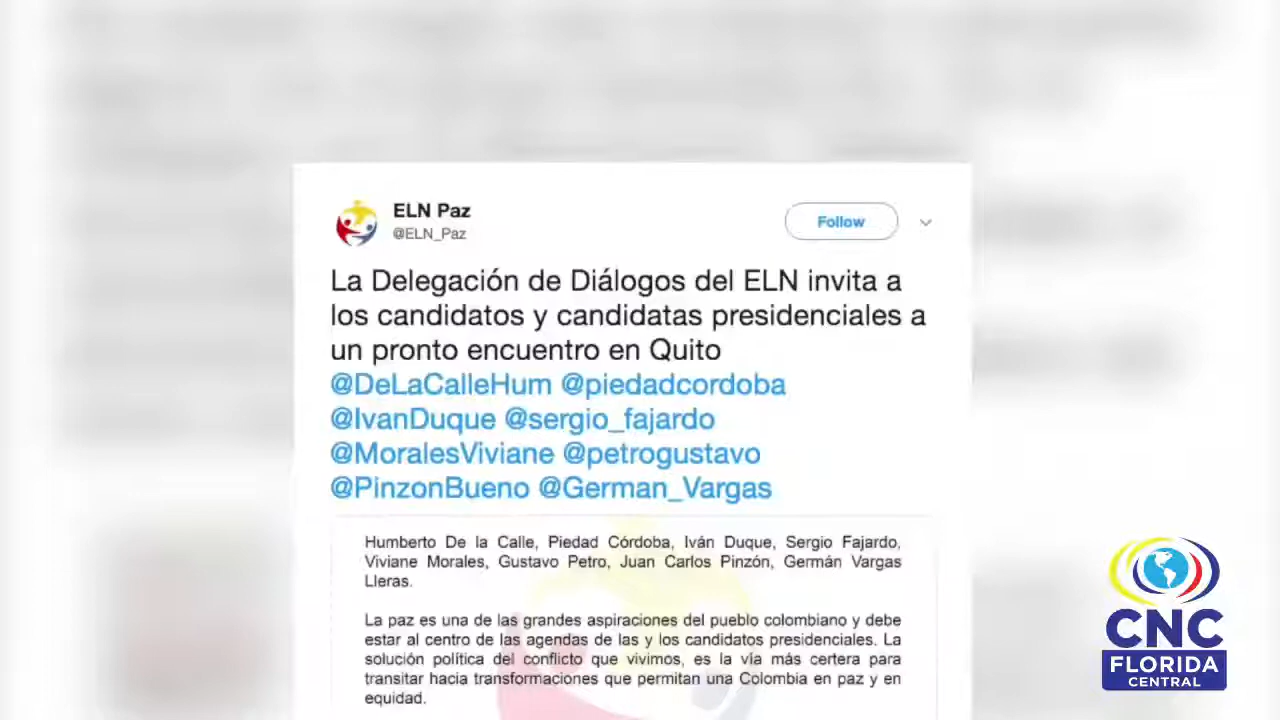 ELN Paz
@ELN_Paz
Follow
La Delegación de Diálogos del ELN invita a
los candidatos y candidatas presidenciales a
un pronto encuentro en Quito
@DeLaCalleHum @piedadcordoba
@IvanDuque @sergio_fajardo
@MoralesViviane @petrogustavo
@PinzonBueno @German_Vargas
Humberto De la Calle, Piedad Córdoba, Iván Duque, Sergio Fajardo,
Viviane Morales, Gustavo Petro, Juan Carlos Pinzón, Germán Vargas
Lleras.
La paz es una de las grandes aspiraciones del pueblo colombiano y debe
estar al centro de las agendas de las y los candidatos presidenciales. La
solución política del conflicto que vivimos, es la vía más certera para
transitar hacia transformaciones que permitan una Colombia en paz y en
equidad.
CNC
FLORIDA
CENTRAL